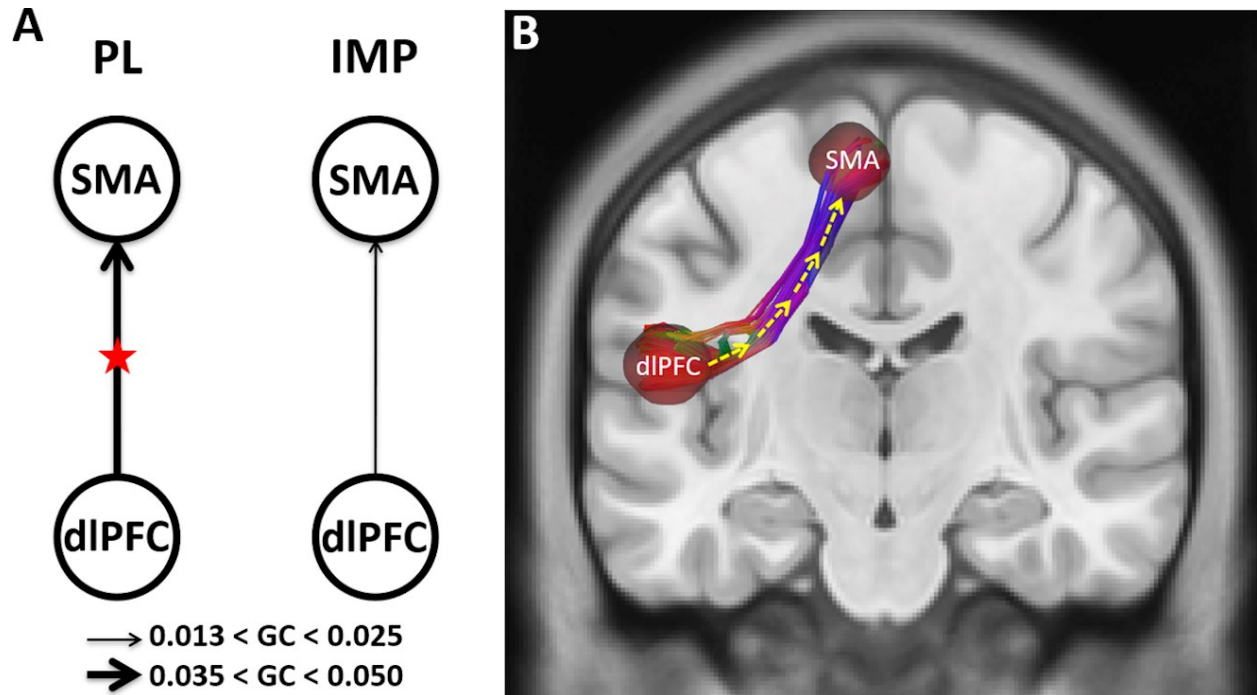 A
PL
IMP
SMA
SMA
dlPFC
dlPFC
0.013 < GC < 0.025
0.035 < GC < 0.050
B
SMA
dlPFC